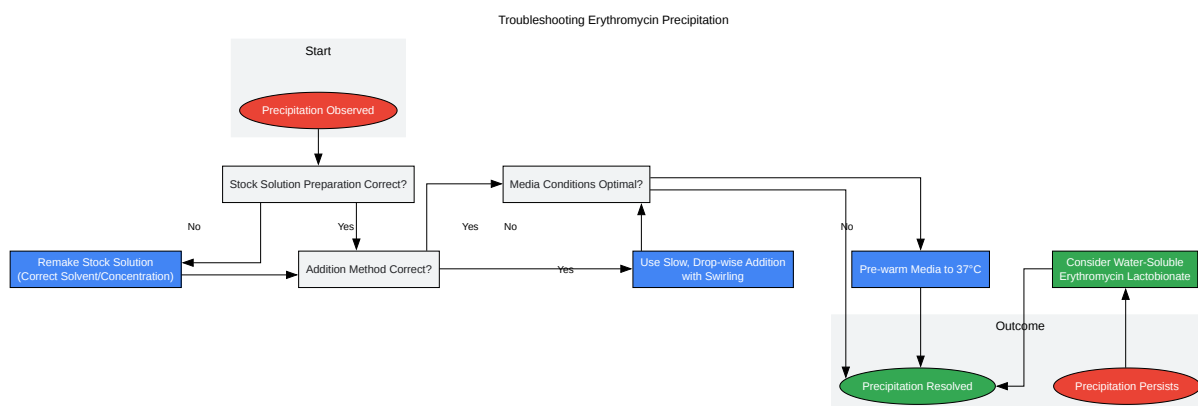 Troubleshooting Erythromycin Precipitation
Start
Precipitation Observed
Stock Solution Preparation Correct?
Media Conditions Optimal?
No
Yes
Yes
No
No
Remake Stock Solution
(Correct Solvent/Concentration)
Addition Method Correct?
Yes
Use Slow, Drop-wise Addition
with Swirling
Pre-warm Media to 37°C
Consider Water-Soluble
Erythromycin Lactobionate
Outcome
Precipitation Resolved
Precipitation Persists